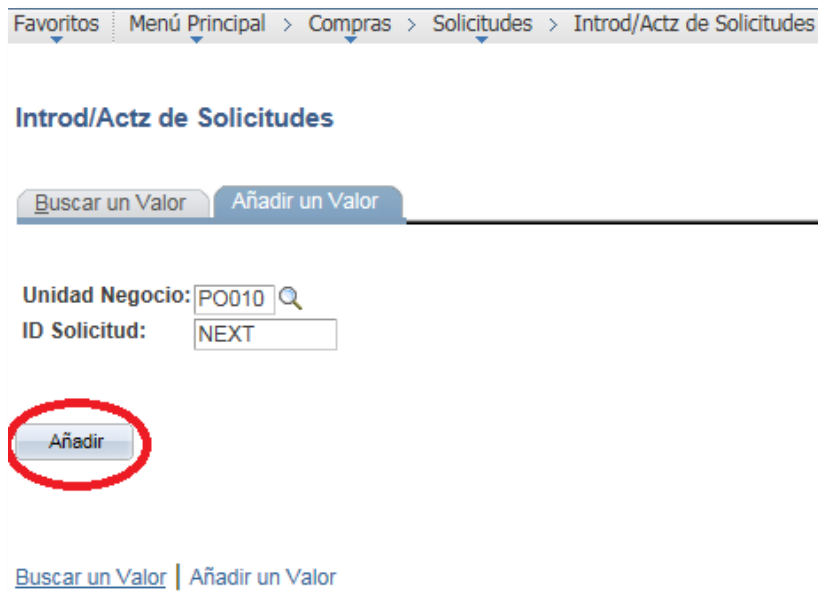 Favoritos Menú Principal > Compras > Solicitudes > Introd/Actz de Solicitudes
Introd/Actz de Solicitudes
Buscar un Valor Añadir un Valor
Unidad Negocio: PO010
ID Solicitud: NEXT
Añadir
Buscar un Valor | Añadir un Valor